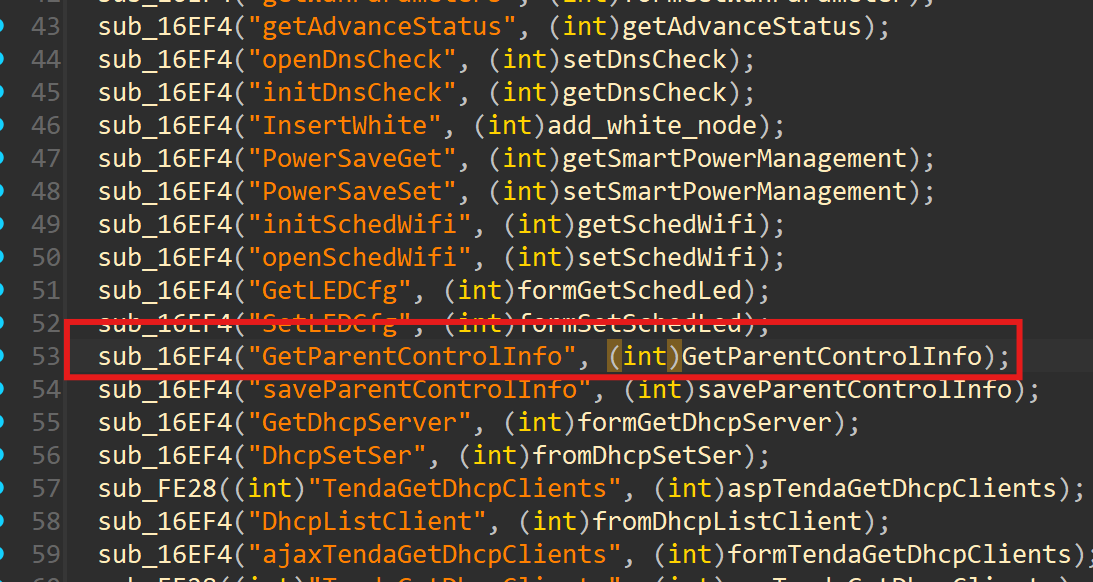 43 sub_16EF4("getAdvanceStatus", (int)getAdvanceStatus);
44 sub_16EF4("openDnsCheck", (int)setDnsCheck);
45 sub_16EF4("initDnsCheck", (int)getDnsCheck);
46 sub_16EF4("InsertWhite", (int)add_white_node);
47 sub_16EF4("PowerSaveGet", (int)getSmartPowerManagement);
48 sub_16EF4("PowerSaveSet", (int)setSmartPowerManagement);
49 sub_16EF4("initSchedWifi", (int)getSchedWifi);
50 sub_16EF4("openSchedWifi", (int)setSchedWifi);
51 sub_16EF4("GetLEDCfg", (int)formGetSchedLed);
52 sub_16EF4("SetLEDCfg", (int)formSetSchedLed);
53 sub_16EF4("GetParentControlInfo", (int)GetParentControlInfo);
54 sub_16EF4("saveParentControlInfo", (int)saveParentControlInfo);
55 sub_16EF4("GetDhcpServer", (int)formGetDhcpServer);
56 sub_16EF4("DhcpSetSer", (int)fromDhcpSetSer);
57 sub_FE28((int)"TendaGetDhcpClients", (int)aspTendaGetDhcpClients);
58 sub_16EF4("DhcpListClient", (int)fromDhcpListClient);
59 sub_16EF4("ajaxTendaGetDhcpClients", (int)formTendaGetDhcpClients);